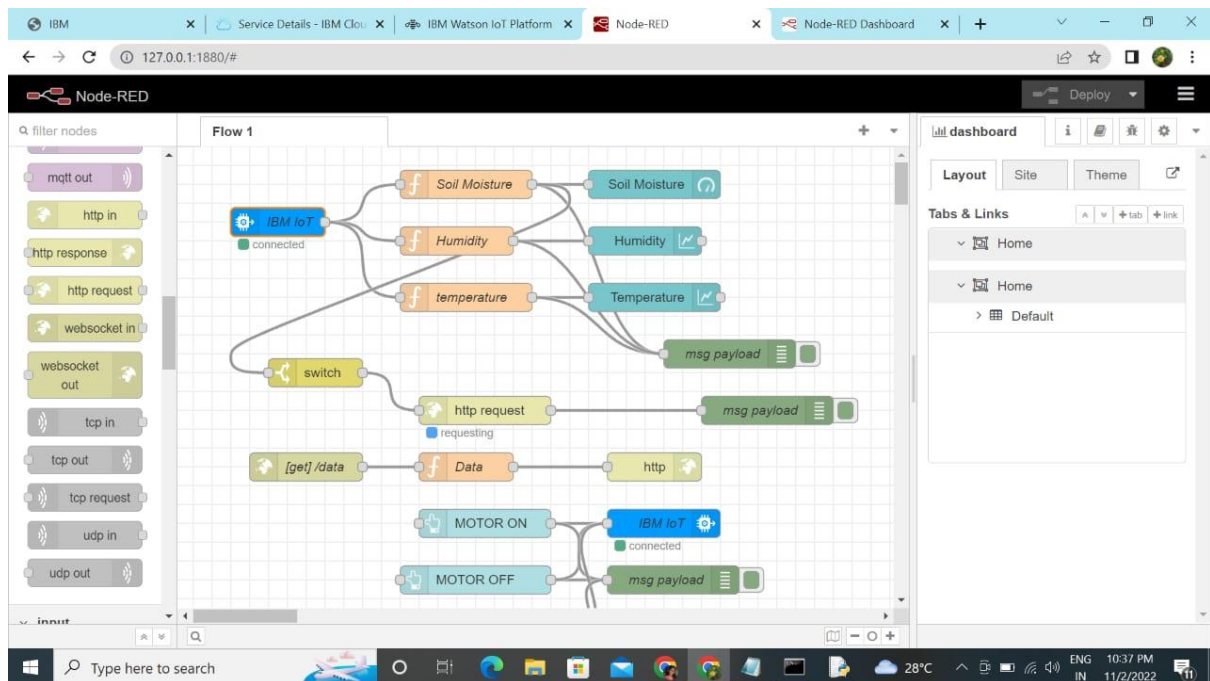 IBM
Service Details - IBM Clou
IBM Watson IoT Platform
Node-RED
Node-RED Dashboard
127.0.0.1:1880/#
Node-RED
Deploy
filter nodes
mqtt out
http in
http response
http request
websocket in
websocket
out
tcp in
tcp out
tcp request
udp in
udp out
input
Flow 1
IBM IoT
connected
Soil Moisture
Soil Moisture
Humidity
Humidity
temperature
Temperature
msg payload
switch
http request
requesting
msg payload
[get] /data
Data
http
MOTOR ON
IBM IoT
connected
MOTOR OFF
msg payload
dashboard
i
Layout
Site
Theme
Tabs & Links
+ tab
+ link
Home
Home
Default
Type here to search
28°C
ENG
IN
10:37 PM
11/2/2022